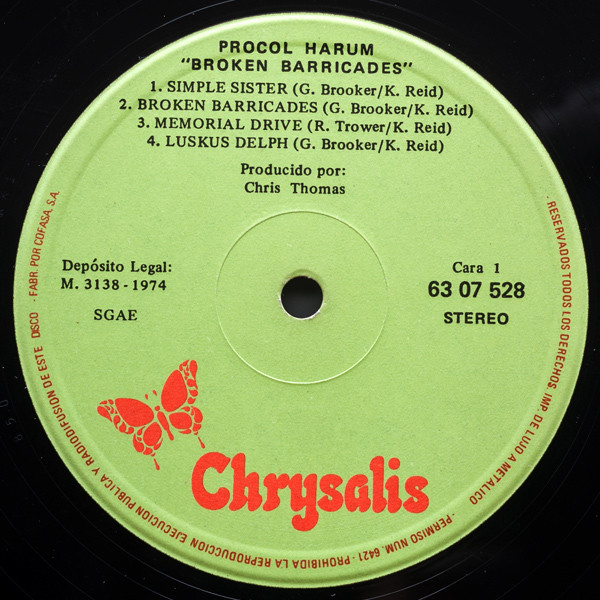 PROCOL HARUM
"BROKEN BARRICADES"
1. SIMPLE SISTER (G. Brooker/K. Reid)
2. BROKEN BARRICADES (G. Brooker/K. Reid)
3. MEMORIAL DRIVE (R. Trower/K. Reid)
4. LUSKUS DELPH (G. Brooker/K. Reid)
Producido por:
Chris Thomas
Depósito Legal:
M. 3138 - 1974
SGAE
Cara 1
63 07 528
STEREO
Chrysalis
· RESERVADOS TODOS LOS DERECHOS. IMP. DE LUJO A METALICO · PERMISO NUM. 6421 · PROHIBIDA LA REPRODUCCION EJECUCION PUBLICA Y RADIODIFUSION DE ESTE DISCO · FABR. POR COFASA, S.A.